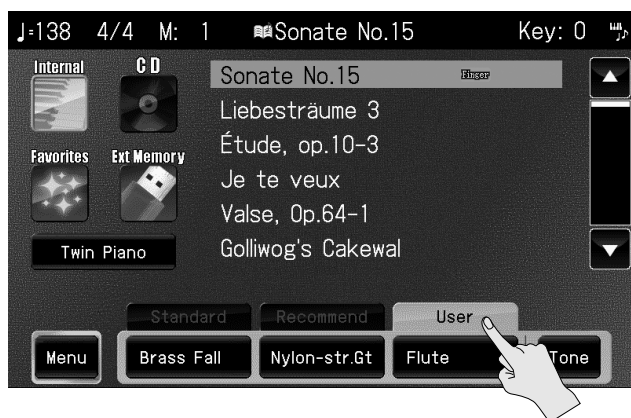 ♩=138 4/4 M: 1 Sonate No.15 Key: 0
Internal CD
Sonate No.15 Finger
Liebesträume 3
Étude, op.10-3
Favorites Ext Memory
Je te veux
Valse, Op.64-1
Twin Piano
Golliwog's Cakewal
Standard Recommend User
Menu Brass Fall Nylon-str.Gt Flute Tone